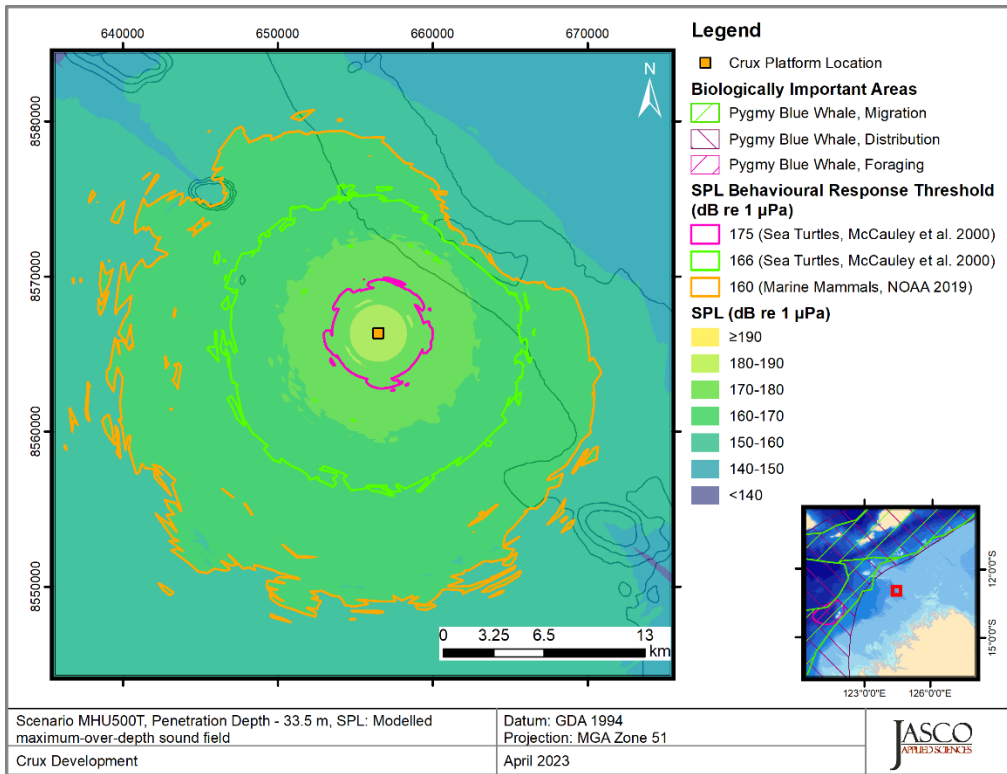 640000 650000 660000 670000
8580000
8570000
8560000
8550000
N
0 3.25 6.5 13
km
Legend
Crux Platform Location
Biologically Important Areas
Pygmy Blue Whale, Migration
Pygmy Blue Whale, Distribution
Pygmy Blue Whale, Foraging
SPL Behavioural Response Threshold
(dB re 1 µPa)
175 (Sea Turtles, McCauley et al. 2000)
166 (Sea Turtles, McCauley et al. 2000)
160 (Marine Mammals, NOAA 2019)
SPL (dB re 1 µPa)
≥190
180-190
170-180
160-170
150-160
140-150
<140
12°0'0"S
15°0'0"S
123°0'0"E 126°0'0"E
Scenario MHU500T, Penetration Depth - 33.5 m, SPL: Modelled
maximum-over-depth sound field
Datum: GDA 1994
Projection: MGA Zone 51
Crux Development
April 2023
JASCO
APPLIED SCIENCES